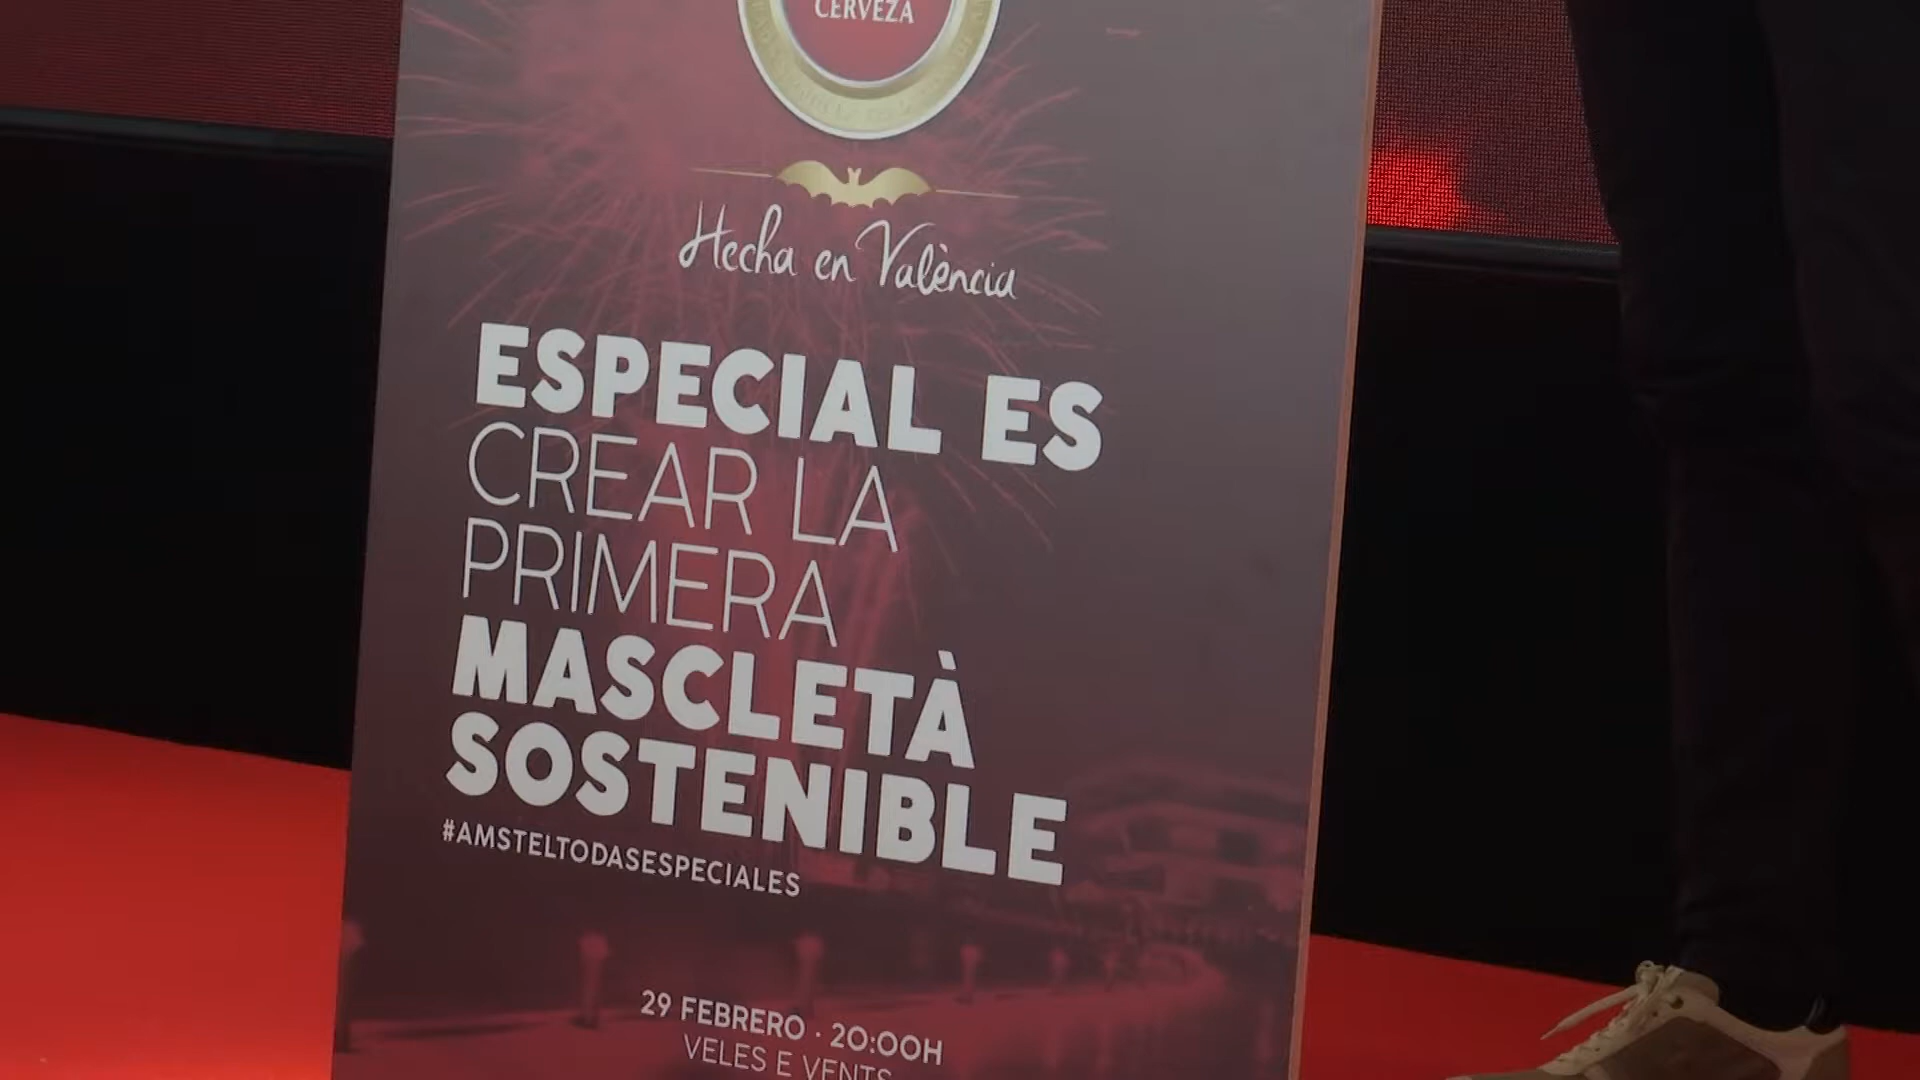 CERVEZA
Hecha en València
ESPECIAL ES
CREAR LA
PRIMERA
MASCLETÀ
SOSTENIBLE
#AMSTELTODASESPECIALES
29 FEBRERO · 20:00H
VELES E VENTS